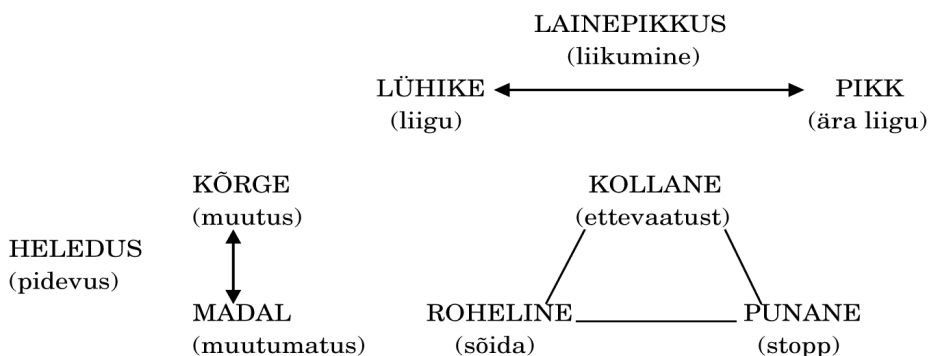 LAINEPIKKUS
(liikumine)
LÜHIKE PIKK
(liigu) (ära liigu)
KÕRGE KOLLANE
(muutus) (ettevaatust)
HELEDUS
(pidevus)
MADAL ROHELINE PUNANE
(muutumatus) (sõida) (stopp)